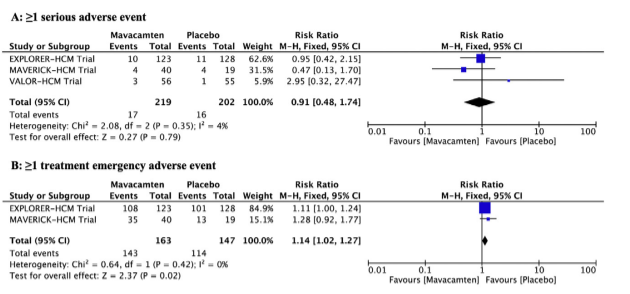 A: ≥1 serious adverse event
Mavacamten Placebo Risk Ratio Risk Ratio
Study or Subgroup Events Total Events Total Weight M-H, Fixed, 95% CI M-H, Fixed, 95% CI
EXPLORER-HCM Trial 10 123 11 128 62.6% 0.95 [0.42, 2.15]
MAVERICK-HCM Trial 4 40 4 19 31.5% 0.47 [0.13, 1.70]
VALOR-HCM Trial 3 56 1 55 5.9% 2.95 [0.32, 27.47]
Total (95% CI) 219 202 100.0% 0.91 [0.48, 1.74]
Total events 17 16
Heterogeneity: Chi² = 2.08, df = 2 (P = 0.35); I² = 4%
Test for overall effect: Z = 0.27 (P = 0.79)
0.01 0.1 1 10 100
Favours [Mavacamten] Favours [Placebo]
B: ≥1 treatment emergency adverse event
Mavacamten Placebo Risk Ratio Risk Ratio
Study or Subgroup Events Total Events Total Weight M-H, Fixed, 95% CI M-H, Fixed, 95% CI
EXPLORER-HCM Trial 108 123 101 128 84.9% 1.11 [1.00, 1.24]
MAVERICK-HCM Trial 35 40 13 19 15.1% 1.28 [0.92, 1.77]
Total (95% CI) 163 147 100.0% 1.14 [1.02, 1.27]
Total events 143 114
Heterogeneity: Chi² = 0.64, df = 1 (P = 0.42); I² = 0%
Test for overall effect: Z = 2.37 (P = 0.02)
0.01 0.1 1 10 100
Favours [Mavacamten] Favours [Placebo]